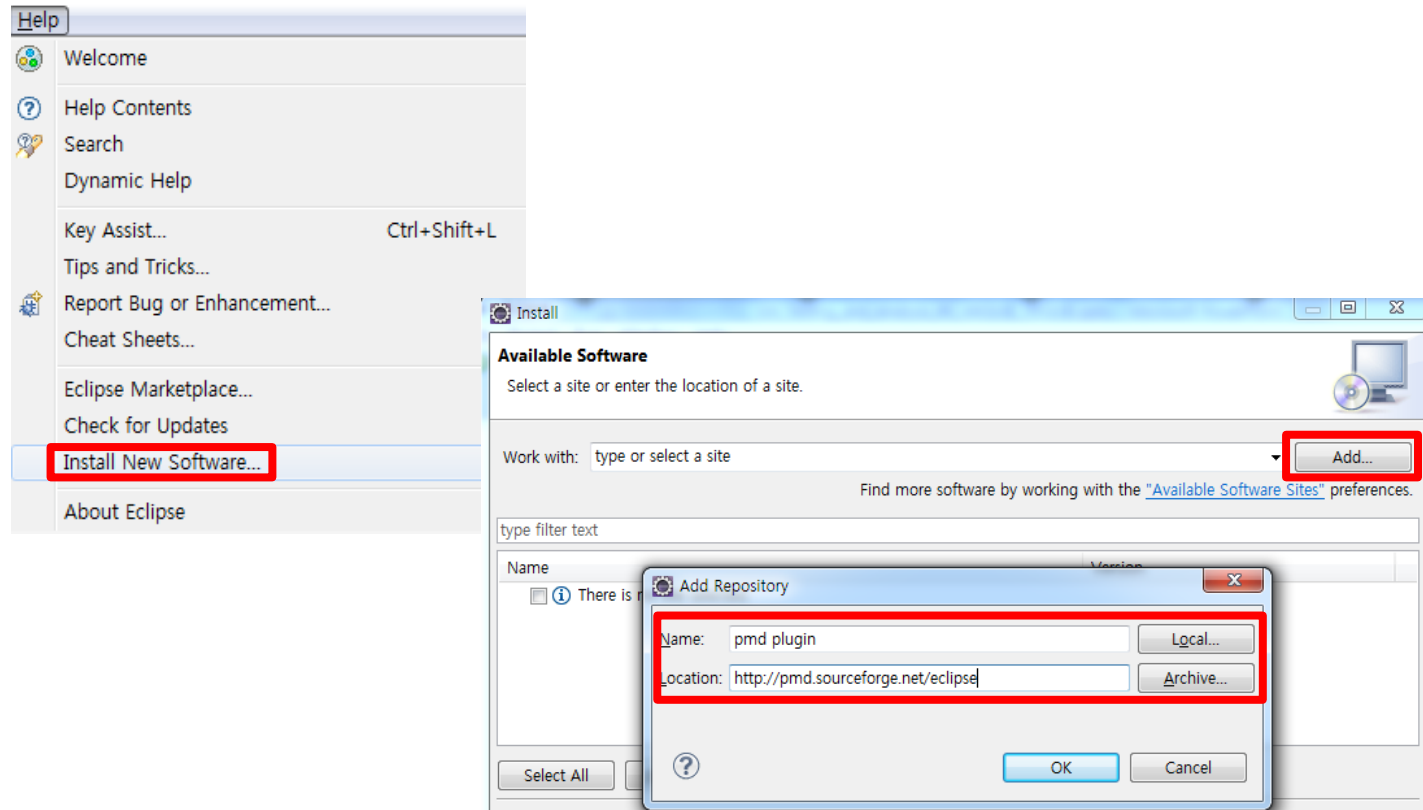 Help
Welcome
Help Contents
Search
Dynamic Help
Key Assist... Ctrl+Shift+L
Tips and Tricks...
Report Bug or Enhancement...
Cheat Sheets...
Eclipse Marketplace...
Check for Updates
Install New Software...
About Eclipse
Install
Available Software
Select a site or enter the location of a site.
Work with: type or select a site Add...
Find more software by working with the "Available Software Sites" preferences.
type filter text
Name
There is
Add Repository
Name: pmd plugin Local...
Location: http://pmd.sourceforge.net/eclipse Archive...
OK Cancel
Select All